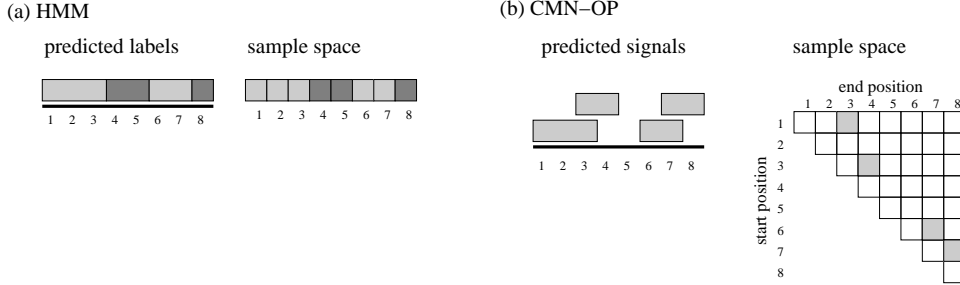 (a) HMM
predicted labels
sample space
1 2 3 4 5 6 7 8
1 2 3 4 5 6 7 8
(b) CMN–OP
predicted signals
sample space
1 2 3 4 5 6 7 8
end position
1 2 3 4 5 6 7 8
start position
1
2
3
4
5
6
7
8